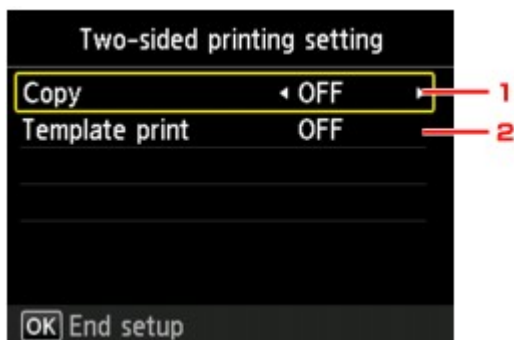 Two-sided printing setting
Copy OFF 1
Template print OFF 2
OK End setup